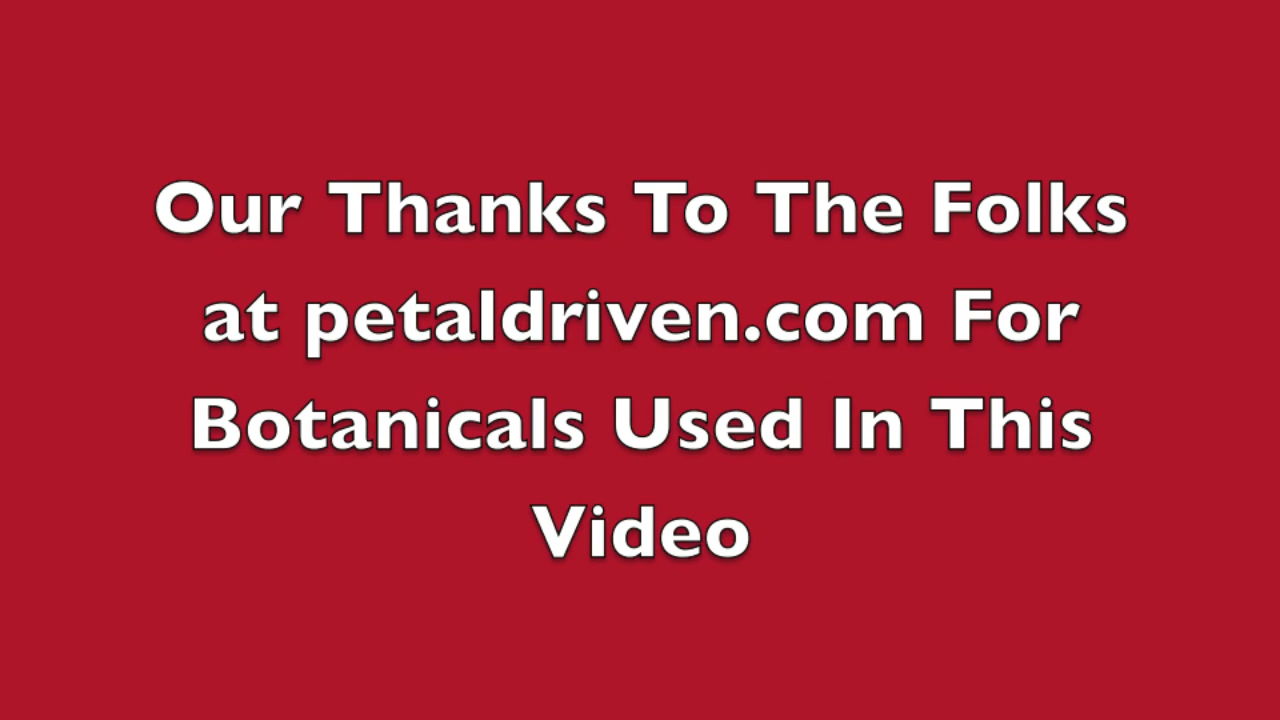 Our Thanks To The Folks
at petaldriven.com For
Botanicals Used In This
Video